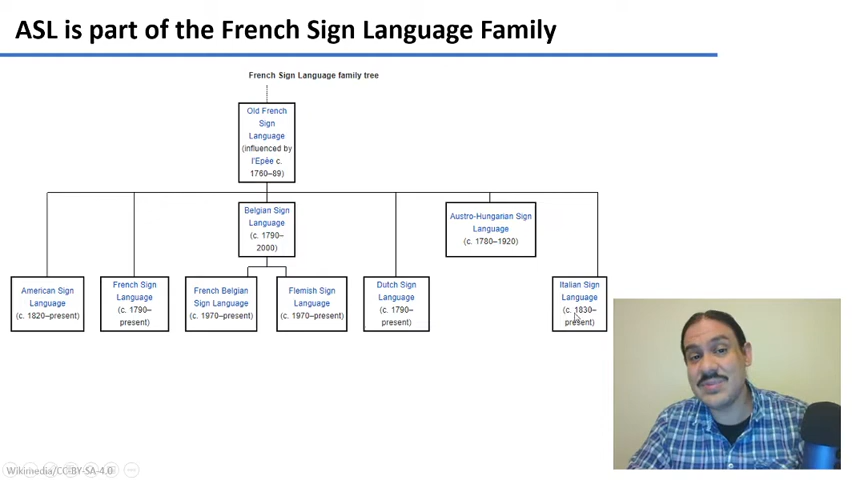 ASL is part of the French Sign Language Family
French Sign Language family tree
Old French
Sign
Language
(influenced by
l'Epée c.
1760–89)
Belgian Sign
Language
(c. 1790–
2000)
Austro-Hungarian Sign
Language
(c. 1780–1920)
American Sign
Language
(c. 1820–present)
French Sign
Language
(c. 1790–
present)
French Belgian
Sign Language
(c. 1970–present)
Flemish Sign
Language
(c. 1970–present)
Dutch Sign
Language
(c. 1790–
present)
Italian Sign
Language
(c. 1830–
present)
Wikimedia/CC-BY-SA-4.0